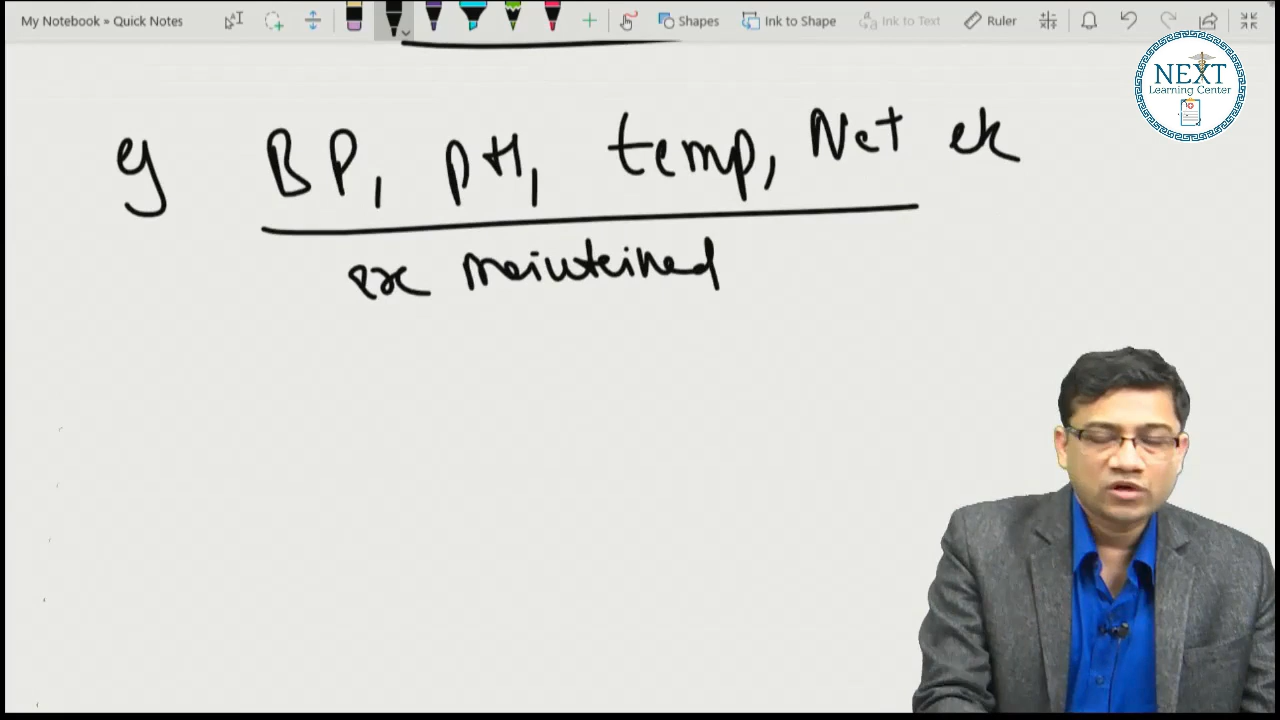 My Notebook » Quick Notes Shapes Ink to Shape Ink to Text Ruler
NEXT
Learning Center
eg BP, pH, temp, Na+ etc
are maintained